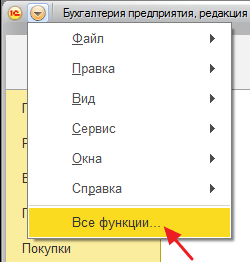 1С Бухгалтерия предприятия, редакция
Файл
Правка
Вид
Сервис
Окна
Справка
Все функции...
Покупки